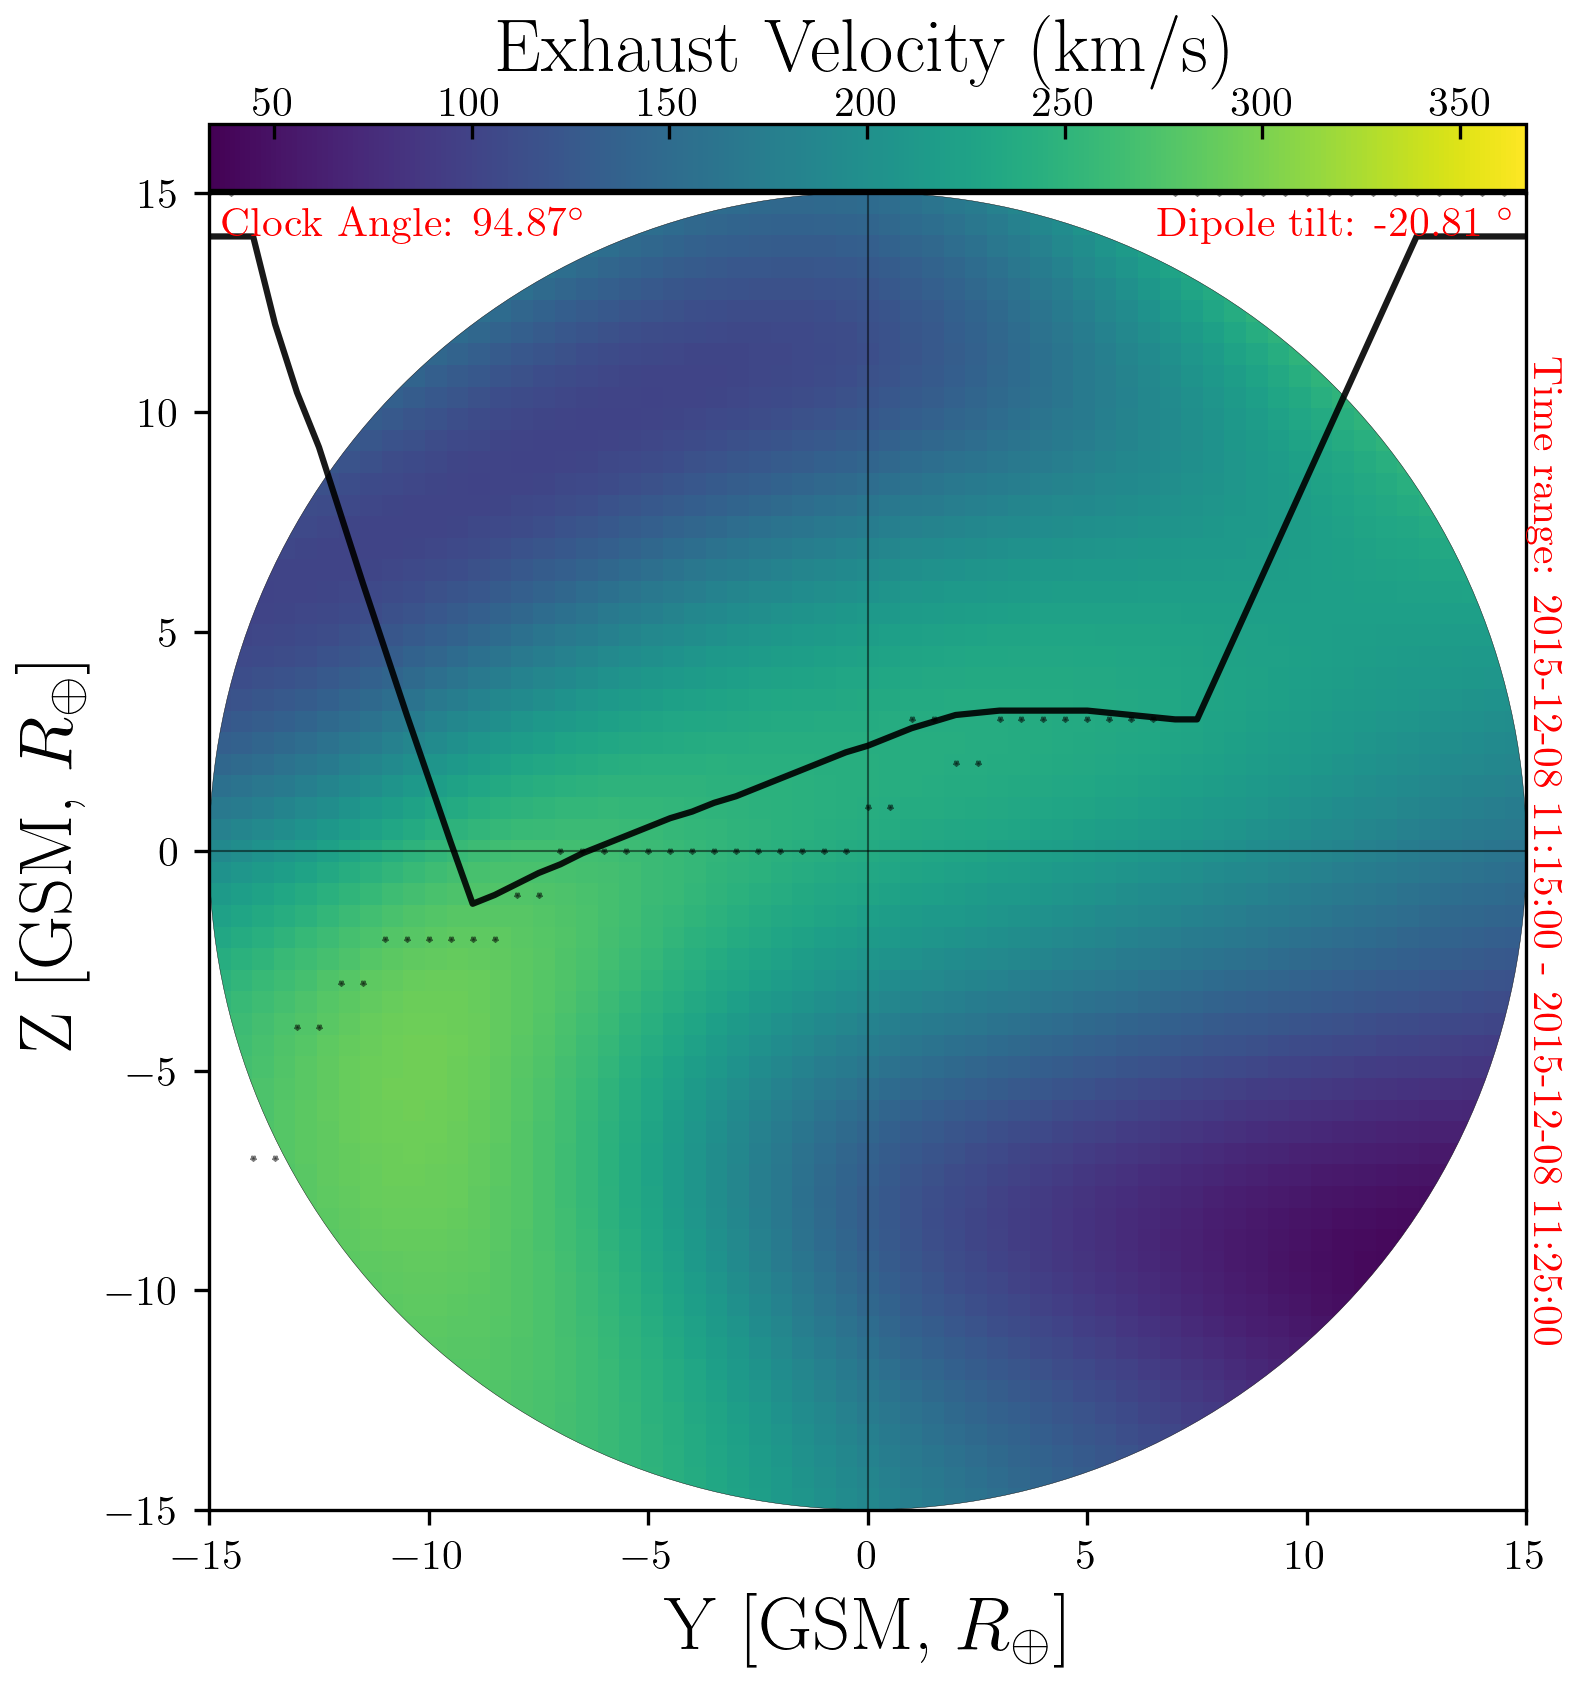 Exhaust Velocity (km/s)
50 100 150 200 250 300 350
Clock Angle: 94.87°
Dipole tilt: -20.81 °
15
10
5
0
−5
−10
−15
Z [GSM, R⊕]
Time range: 2015-12-08 11:15:00 - 2015-12-08 11:25:00
−15 −10 −5 0 5 10 15
Y [GSM, R⊕]